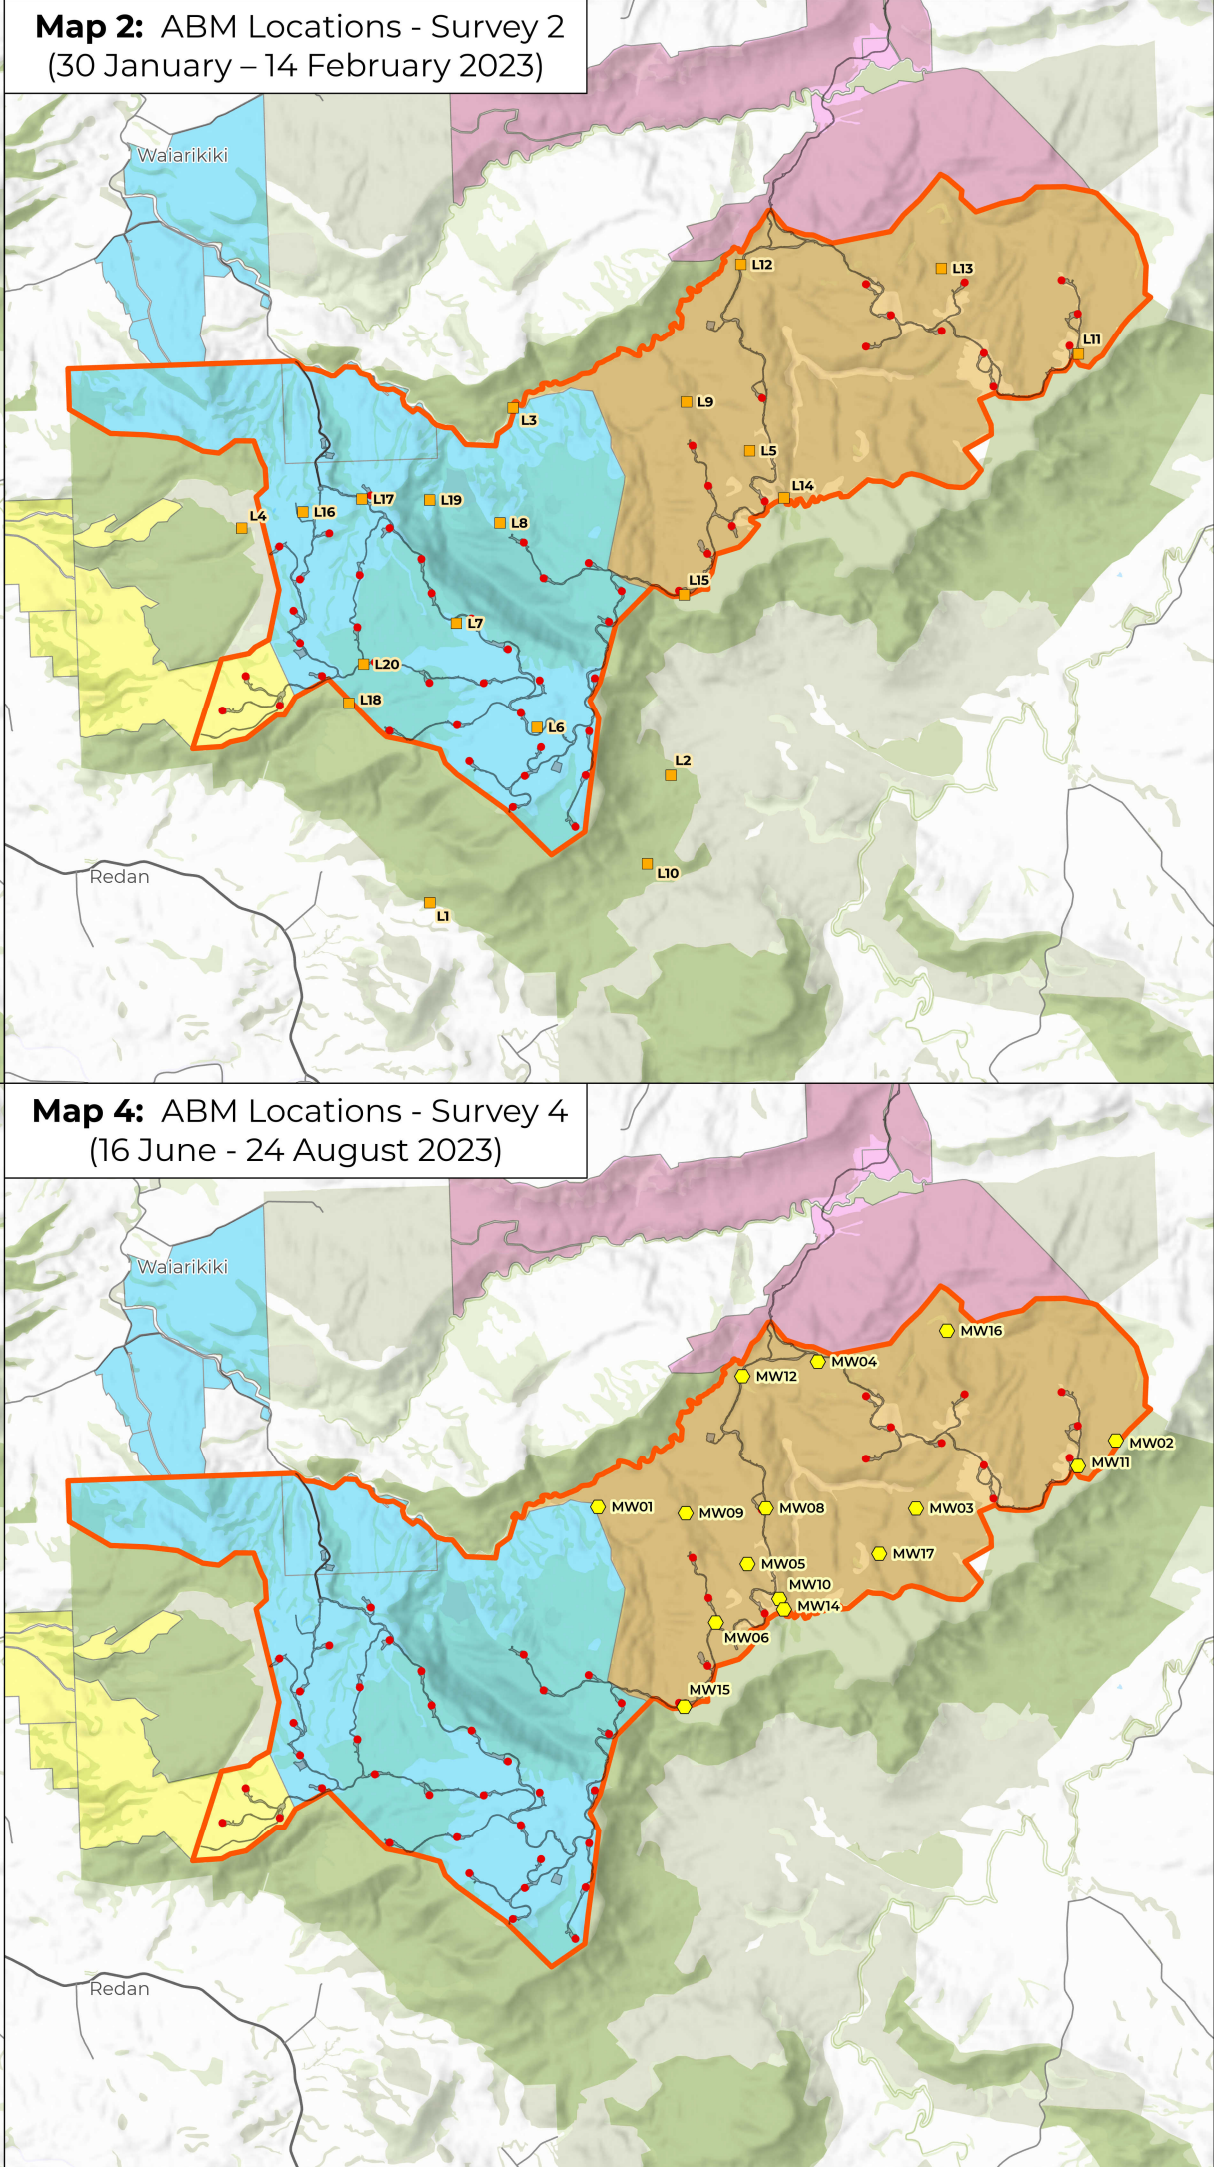 Map 2: ABM Locations - Survey 2
(30 January – 14 February 2023)
Waiarikiki
L12
L13
L11
L3
L9
L5
L14
L17
L19
L16
L8
L4
L15
L7
L20
L18
L6
L2
L10
Redan
L1
Map 4: ABM Locations - Survey 4
(16 June - 24 August 2023)
Waiarikiki
MW16
MW04
MW12
MW02
MW11
MW01
MW09
MW08
MW03
MW17
MW05
MW10
MW14
MW06
MW15
Redan